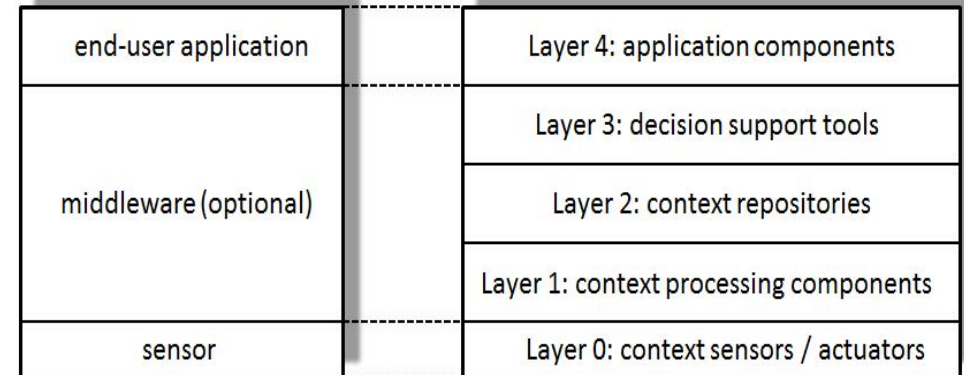 end-user application
middleware (optional)
sensor
Layer 4: application components
Layer 3: decision support tools
Layer 2: context repositories
Layer 1: context processing components
Layer 0: context sensors / actuators